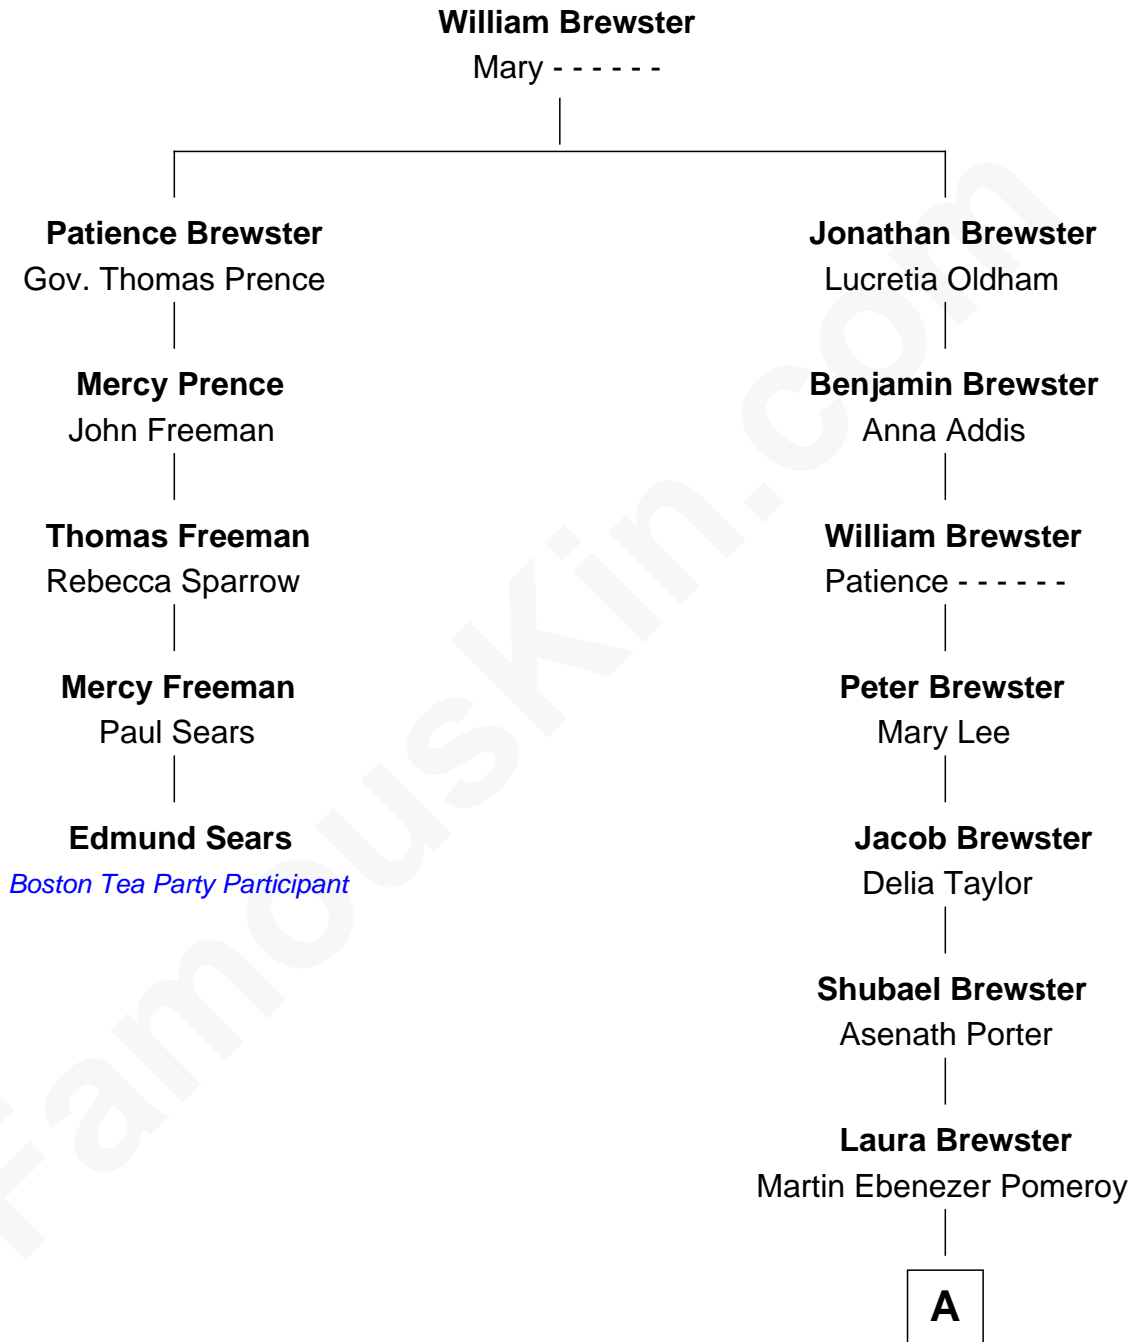 William Brewster
Mary - - - - - -
Patience Brewster
Gov. Thomas Prence
Jonathan Brewster
Lucretia Oldham
Mercy Prence
John Freeman
Benjamin Brewster
Anna Addis
Thomas Freeman
Rebecca Sparrow
William Brewster
Patience - - - - - -
Mercy Freeman
Paul Sears
Peter Brewster
Mary Lee
Edmund Sears
Boston Tea Party Participant
Jacob Brewster
Delia Taylor
Shubael Brewster
Asenath Porter
Laura Brewster
Martin Ebenezer Pomeroy
A
FamousKin.com